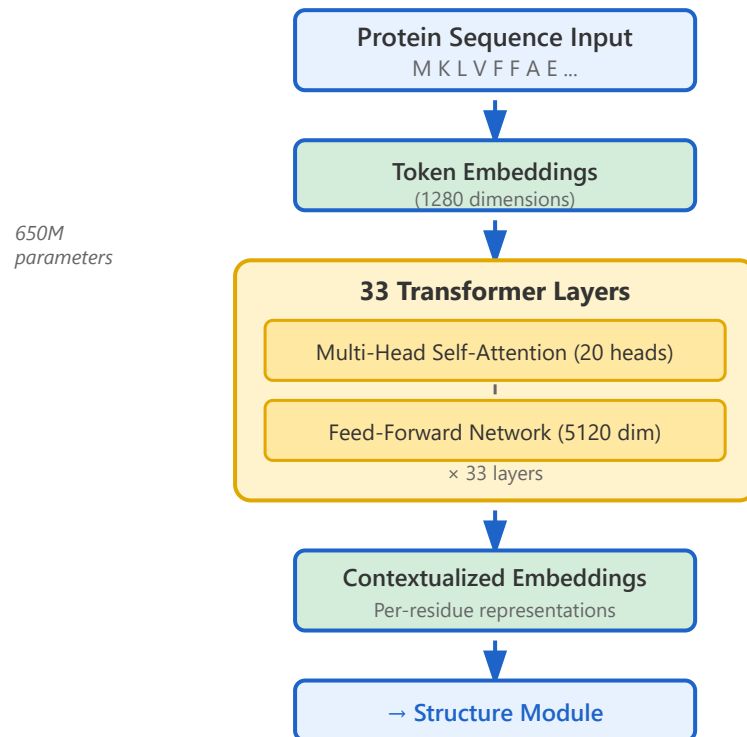 Protein Sequence Input
M K L V F F A E ...
Token Embeddings
(1280 dimensions)
650M
parameters
33 Transformer Layers
Multi-Head Self-Attention (20 heads)
Feed-Forward Network (5120 dim)
× 33 layers
Contextualized Embeddings
Per-residue representations
→ Structure Module